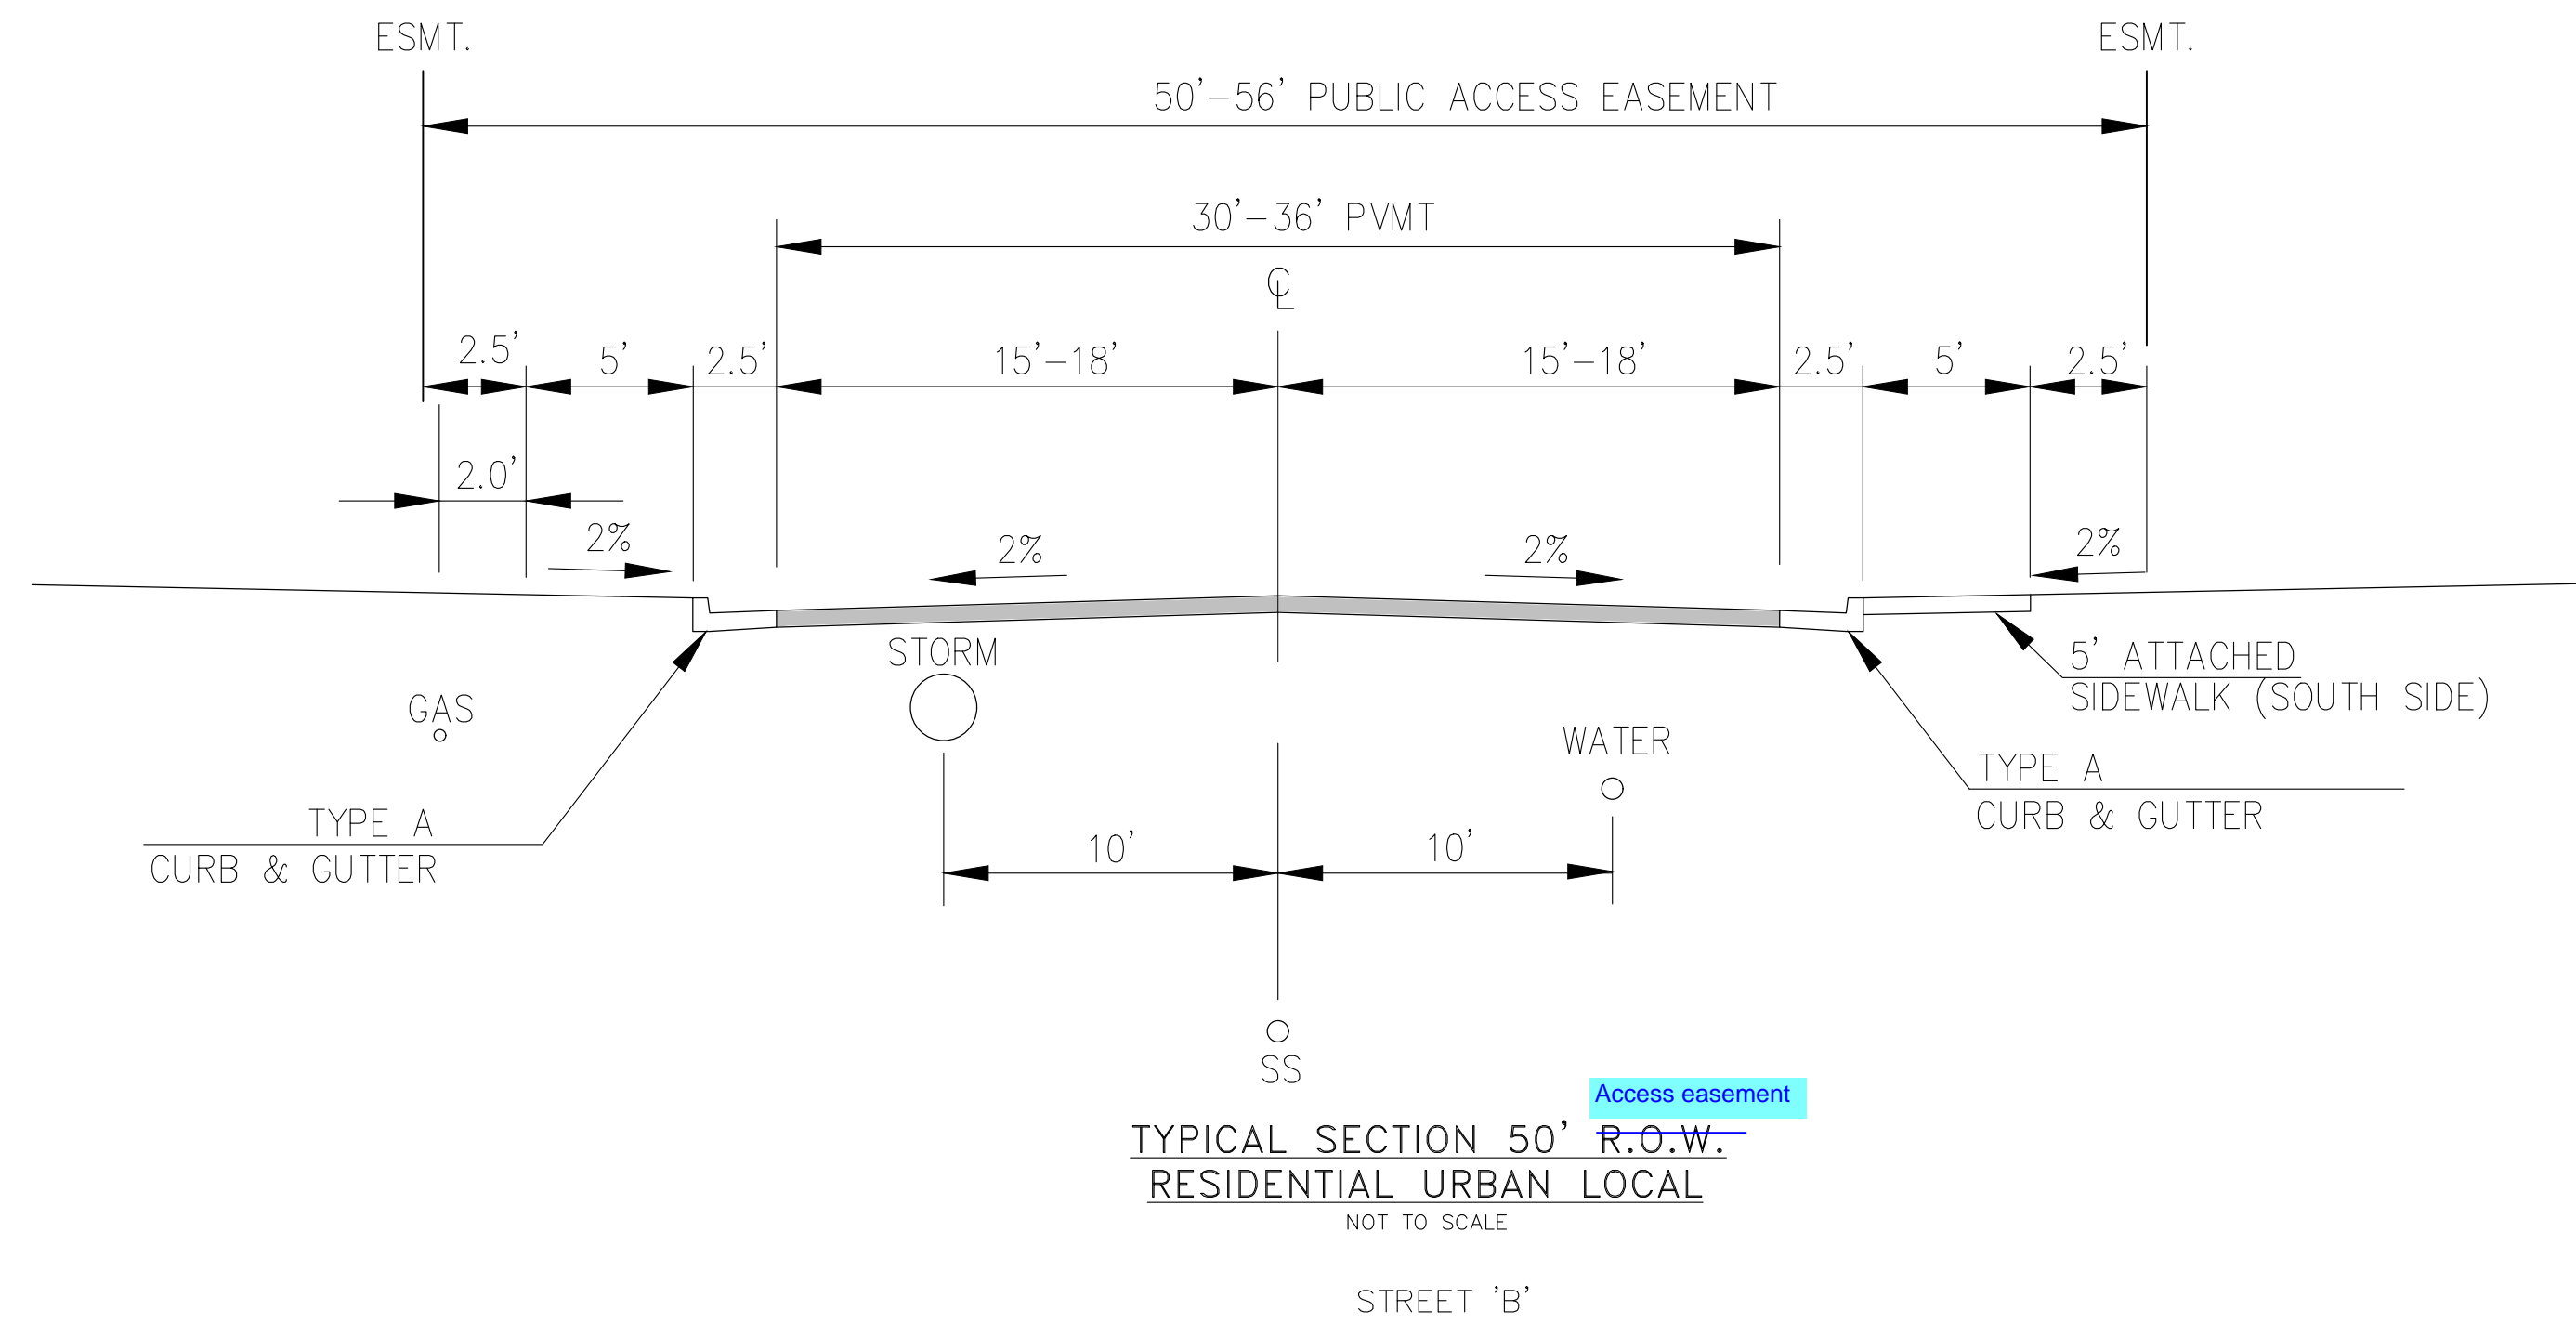 ESMT.
ESMT.
50'-56' PUBLIC ACCESS EASEMENT
30'-36' PVMT
℄
2.5'
5'
2.5'
15'-18'
15'-18'
2.5'
5'
2.5'
2.0'
2%
2%
2%
2%
STORM
5' ATTACHED
SIDEWALK (SOUTH SIDE)
GAS
WATER
TYPE A
CURB & GUTTER
TYPE A
CURB & GUTTER
10'
10'
SS
Access easement
TYPICAL SECTION 50' R.O.W.
RESIDENTIAL URBAN LOCAL
NOT TO SCALE
STREET 'B'